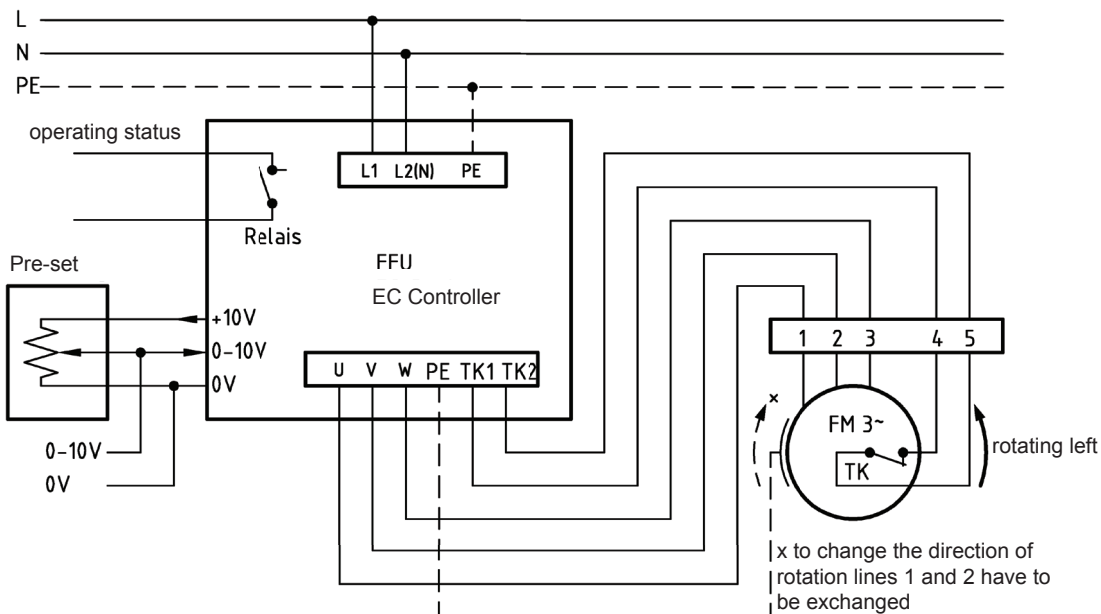 L
N
PE
operating status
L1 L2(N) PE
Relais
Pre-set
FFU
EC Controller
+10V
0-10V
0V
U V W PE TK1 TK2
1 2 3 4 5
x
FM 3~
TK
rotating left
0-10V
0V
x to change the direction of
rotation lines 1 and 2 have to
be exchanged